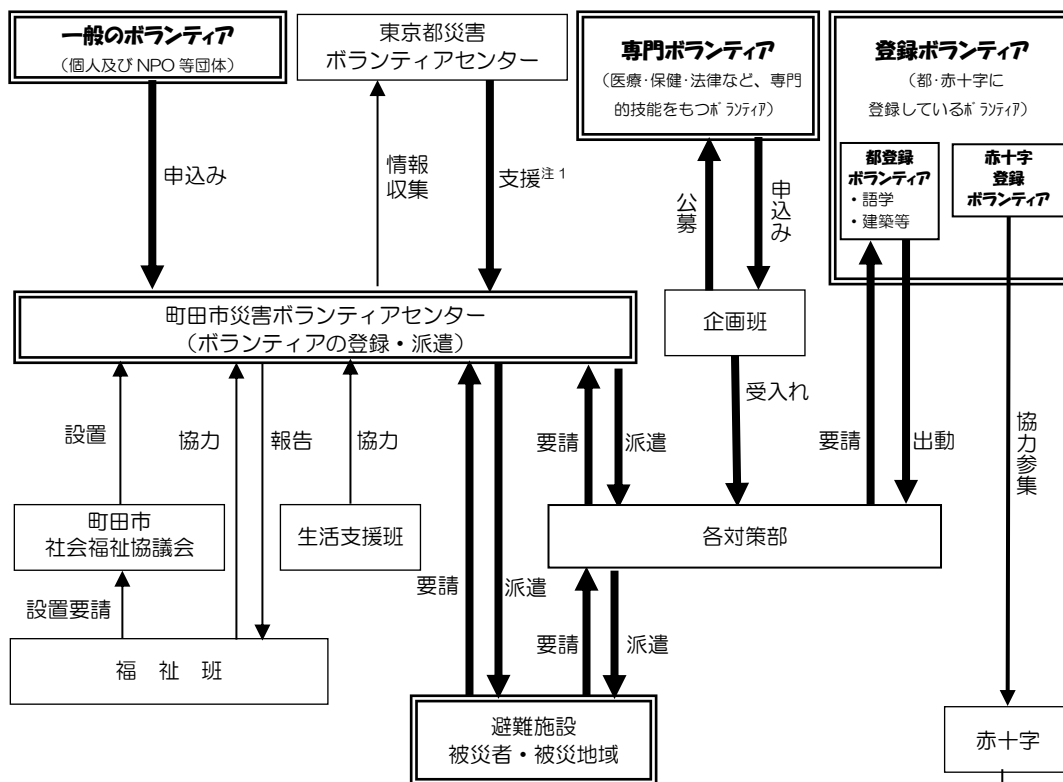 一般のボランティア
（個人及び NPO 等団体）
東京都災害
ボランティアセンター
専門ボランティア
（医療･保健･法律など、専門
的技能をもつﾎﾞﾗﾝﾃｨｱ）
登録ボランティア
（都･赤十字に
登録しているﾎﾞﾗﾝﾃｨｱ）
都登録
ボランティア
・語学
・建築等
赤十字
登録
ボランティア
申込み
情報
収集
支援注 1
公募
申込み
町田市災害ボランティアセンター
（ボランティアの登録・派遣）
企画班
設置
協力
報告
協力
要請
派遣
受入れ
要請
出動
協力参集
町田市
社会福祉協議会
生活支援班
各対策部
設置要請
要請
派遣
要請
派遣
福　祉　班
避難施設
被災者・被災地域
赤十字